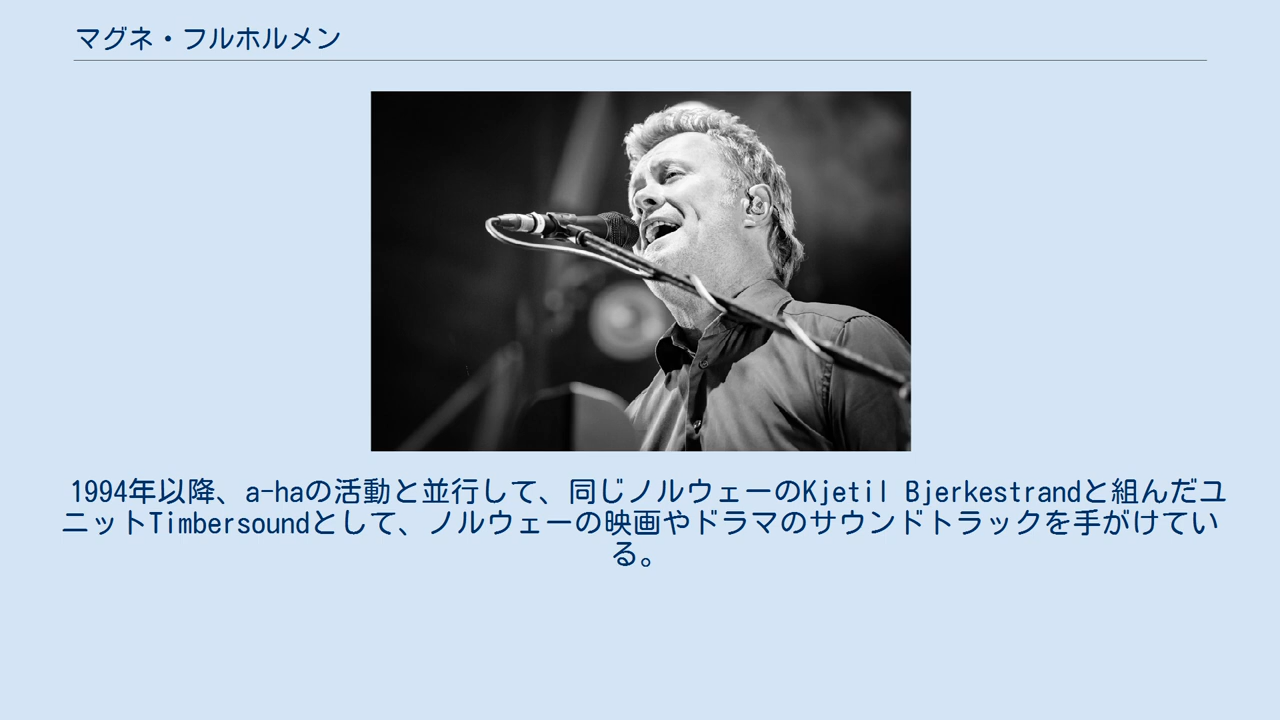 マグネ・フルホルメン
1994年以降、a-haの活動と並行して、同じノルウェーのKjetil Bjerkestrandと組んだユ
ニットTimbersoundとして、ノルウェーの映画やドラマのサウンドトラックを手がけてい
る。